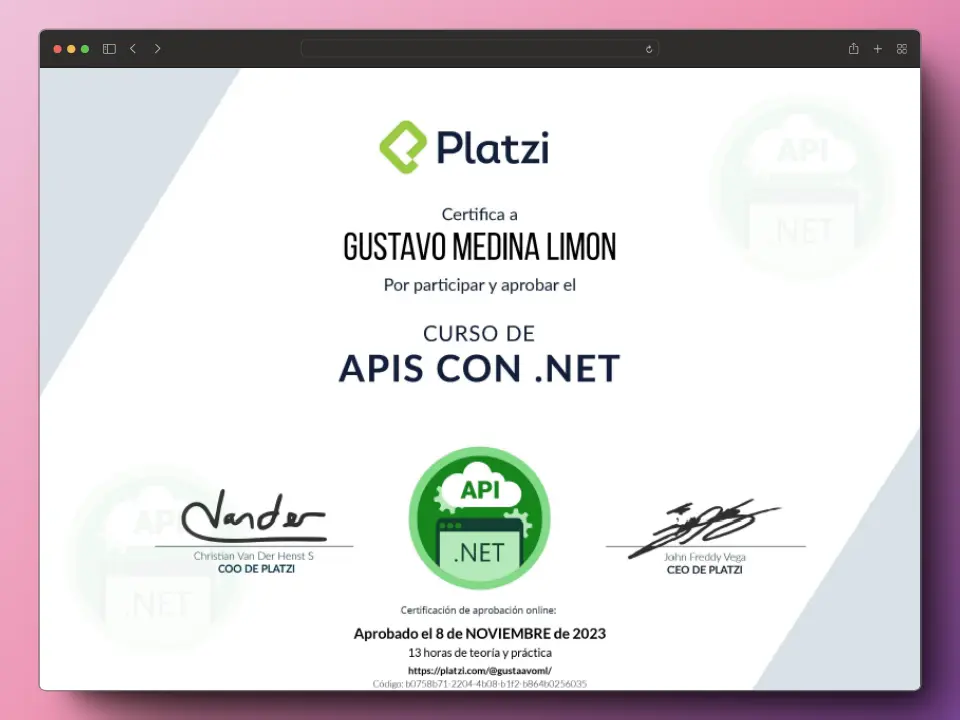 Platzi
Certifica a
GUSTAVO MEDINA LIMON
Por participar y aprobar el
CURSO DE
APIS CON .NET
API
.NET
API
.NET
API
.NET
Vander
Christian Van Der Henst S
COO DE PLATZI
John Freddy Vega
CEO DE PLATZI
Certificación de aprobación online:
Aprobado el 8 de NOVIEMBRE de 2023
13 horas de teoría y práctica
https://platzi.com/@gustaavoml/
Código: b0758b71-2204-4b08-b1f2-b864b0256035